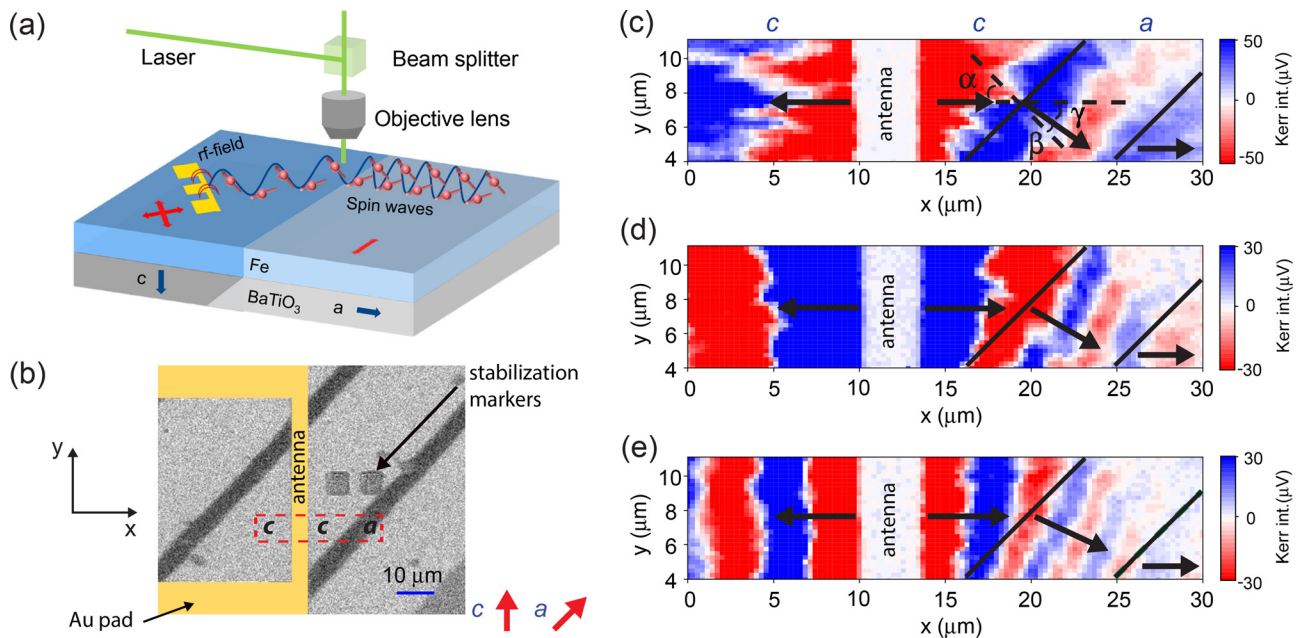 (a)
Laser
Beam splitter
Objective lens
rf-field
Spin waves
Fe
c
BaTiO3
a
(b)
stabilization
markers
y
x
antenna
c c a
10 μm
Au pad
c a
(c)
c c a
y (μm)
10
8
6
4
antenna
α
β
γ
0 5 10 15 20 25 30
x (μm)
50
0
-50
Kerr int.(μV)
(d)
y (μm)
10
8
6
4
antenna
0 5 10 15 20 25 30
x (μm)
30
0
-30
Kerr int.(μV)
(e)
y (μm)
10
8
6
4
antenna
0 5 10 15 20 25 30
x (μm)
30
0
-30
Kerr int.(μV)